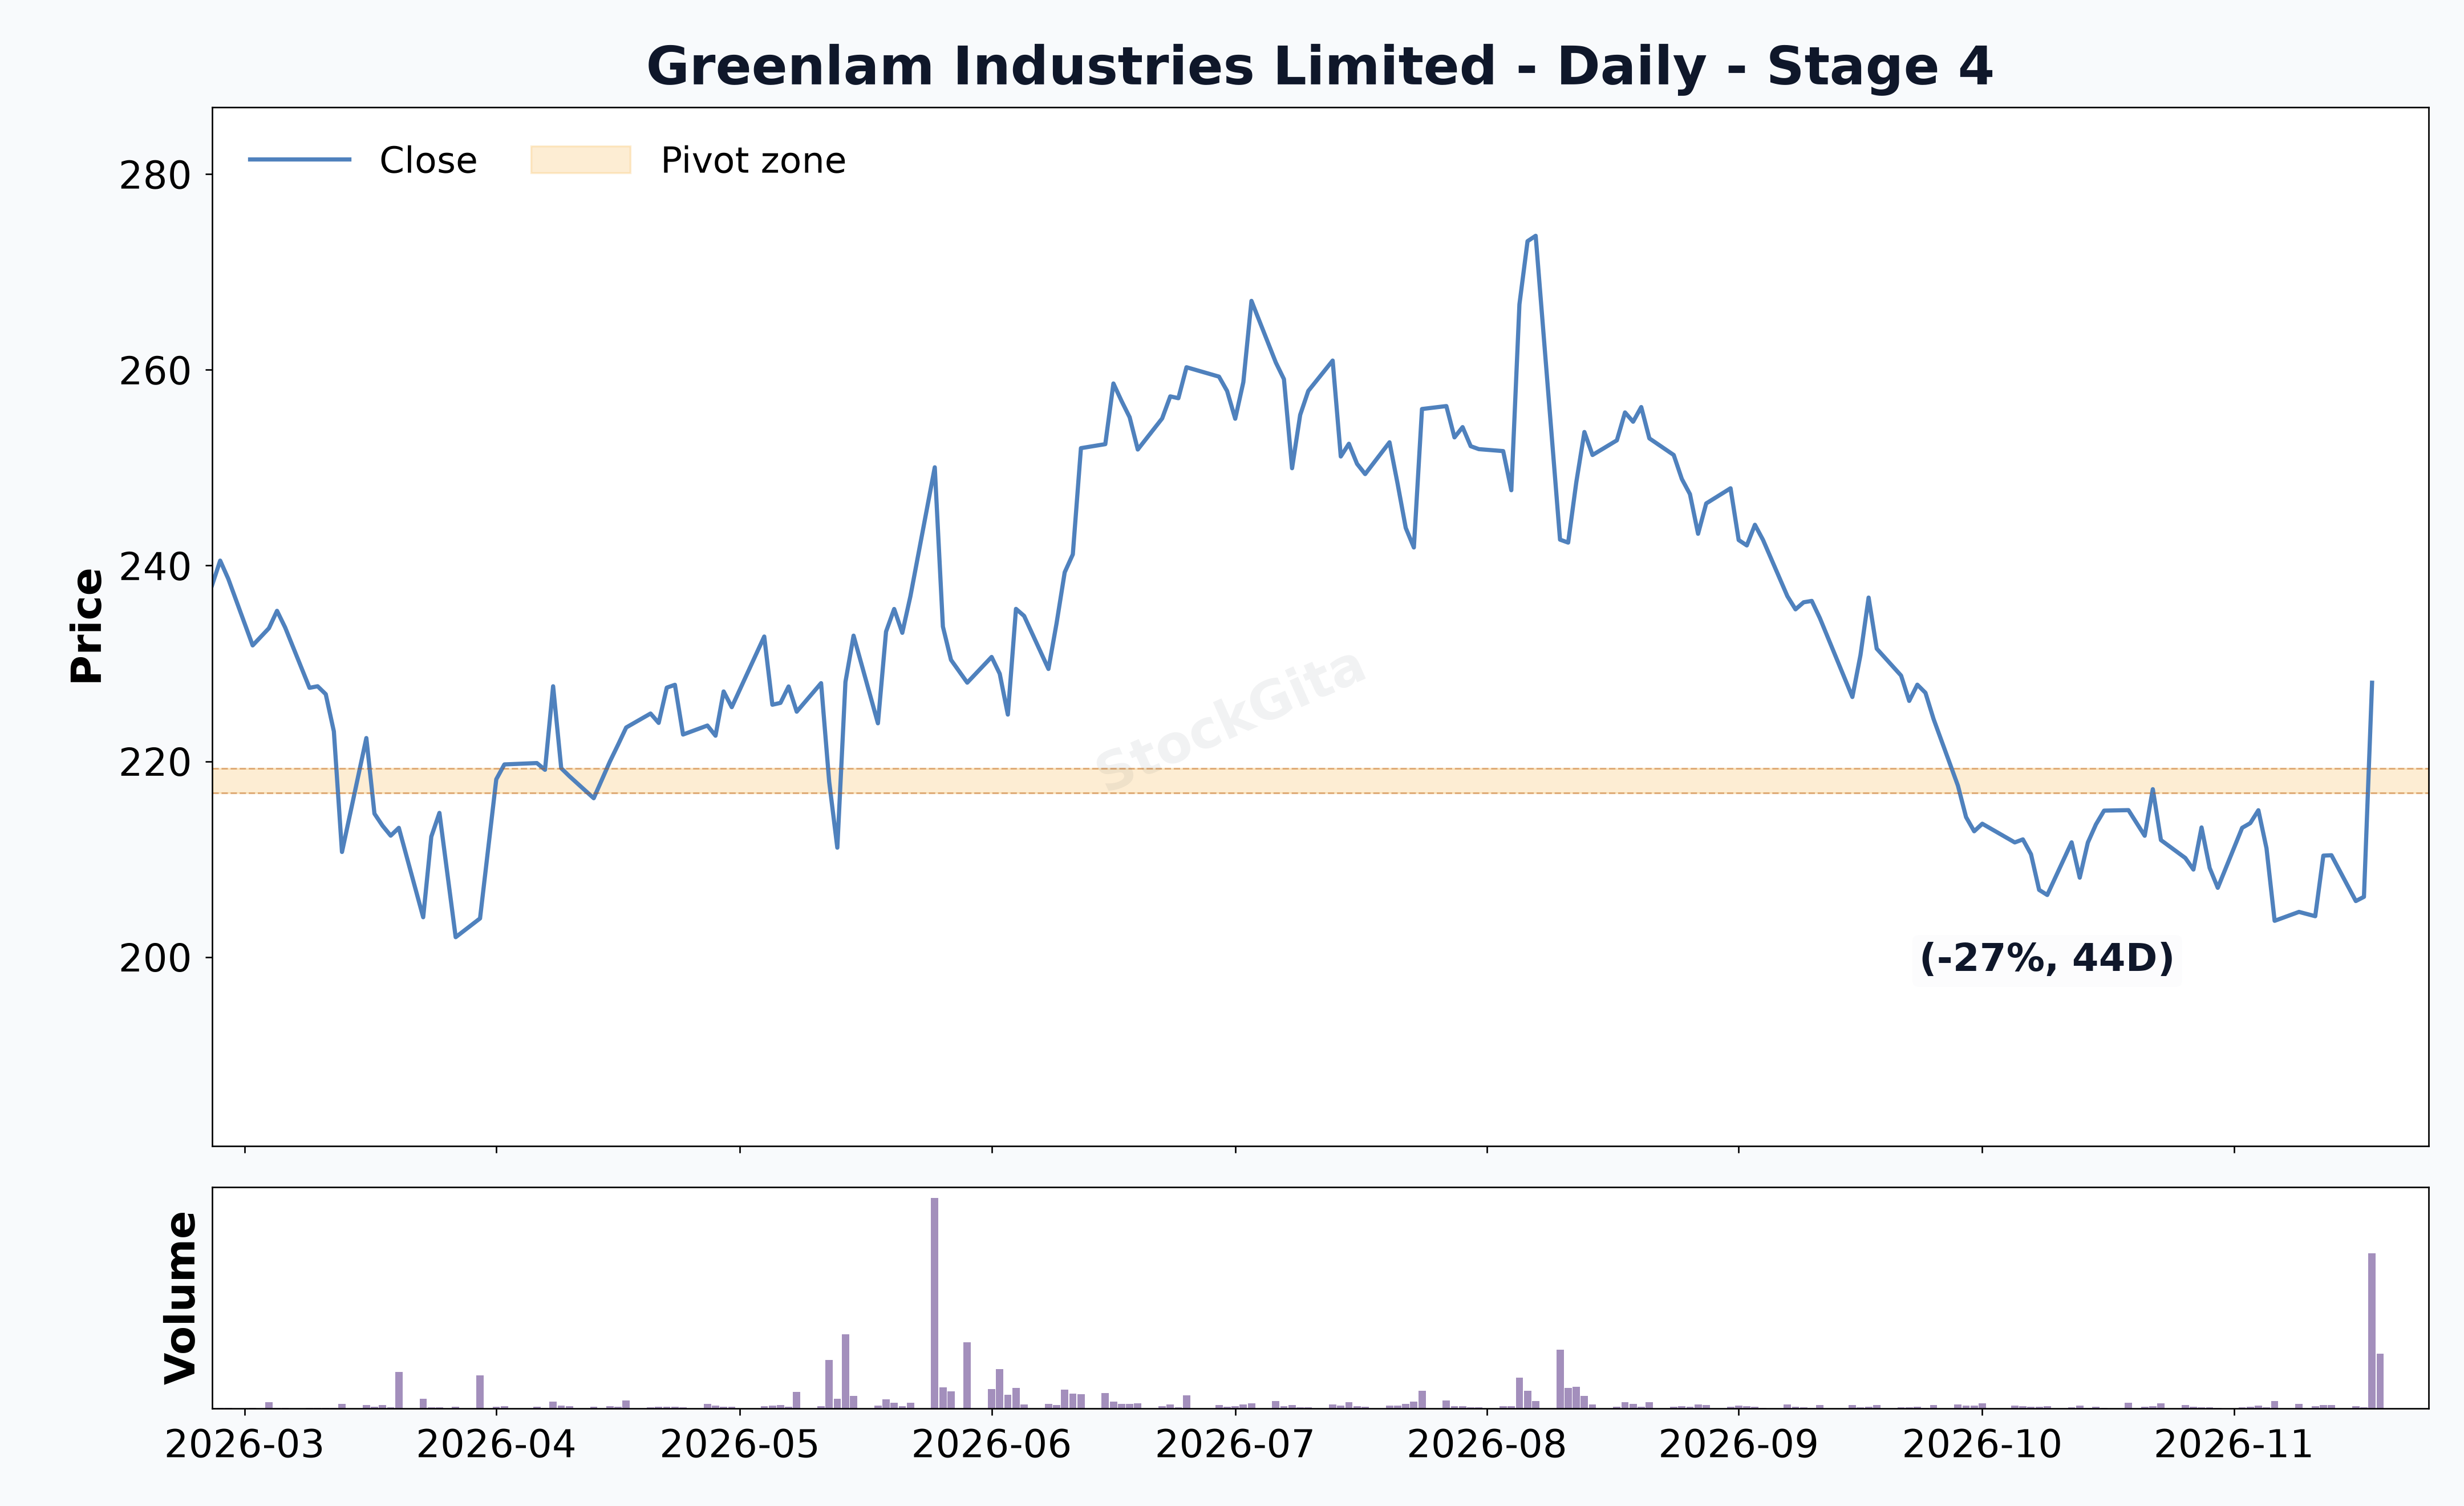 Greenlam Industries Limited - Daily - Stage 4
Close
Pivot zone
Price
280
260
240
220
200
StockGita
(-27%, 44D)
Volume
2026-03
2026-04
2026-05
2026-06
2026-07
2026-08
2026-09
2026-10
2026-11